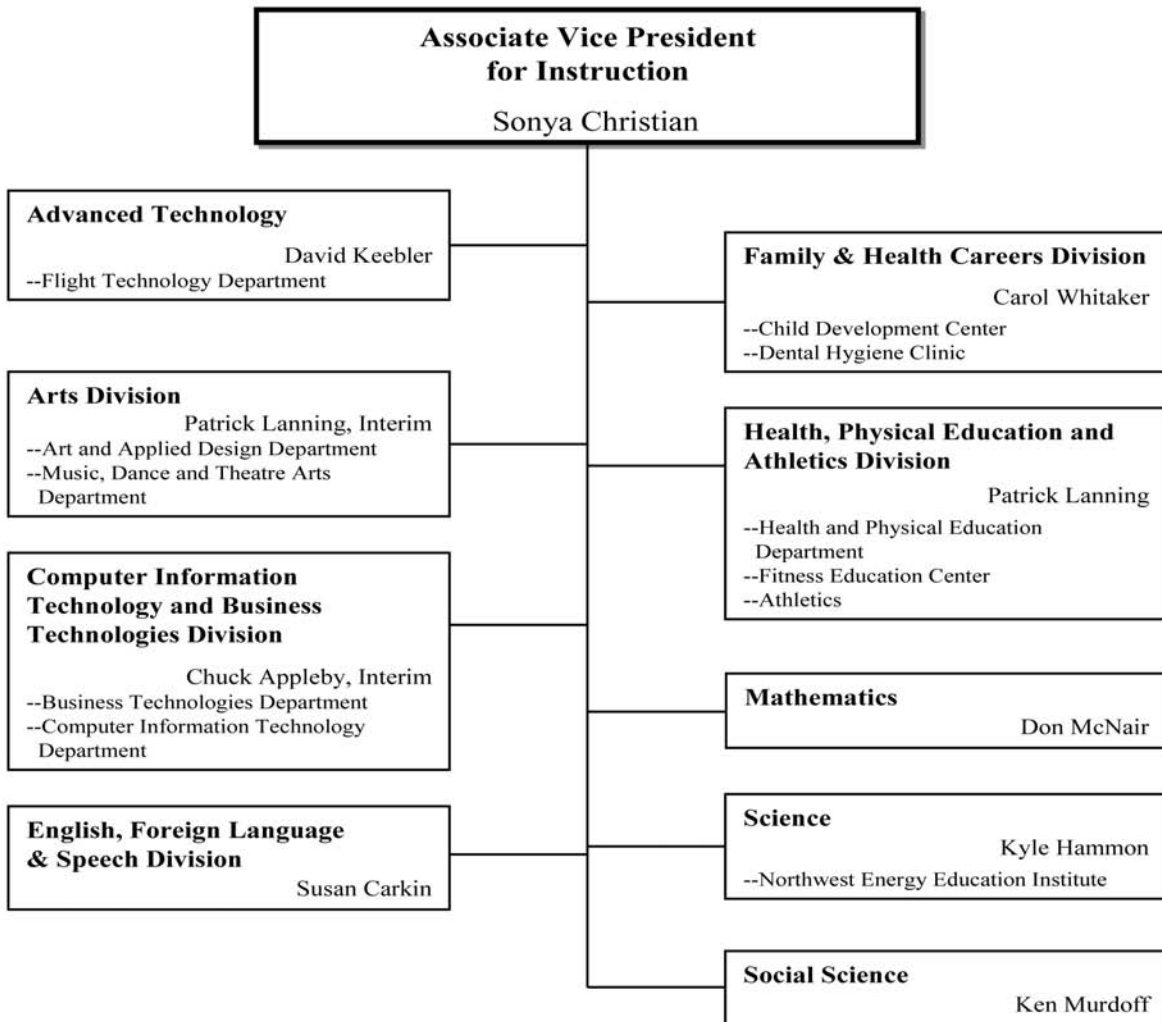 Associate Vice President
for Instruction
Sonya Christian
Advanced Technology
David Keebler
--Flight Technology Department
Arts Division
Patrick Lanning, Interim
--Art and Applied Design Department
--Music, Dance and Theatre Arts
Department
Computer Information
Technology and Business
Technologies Division
Chuck Appleby, Interim
--Business Technologies Department
--Computer Information Technology
Department
English, Foreign Language
& Speech Division
Susan Carkin
Family & Health Careers Division
Carol Whitaker
--Child Development Center
--Dental Hygiene Clinic
Health, Physical Education and
Athletics Division
Patrick Lanning
--Health and Physical Education
Department
--Fitness Education Center
--Athletics
Mathematics
Don McNair
Science
Kyle Hammon
--Northwest Energy Education Institute
Social Science
Ken Murdoff